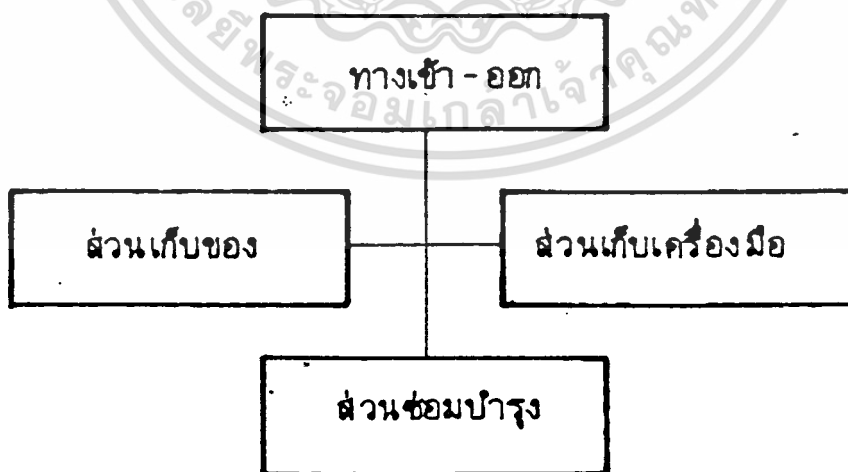 ทางเข้า - ออก
ส่วนเก็บของ
ส่วนเก็บเครื่องมือ
ส่วนซ่อมบำรุง